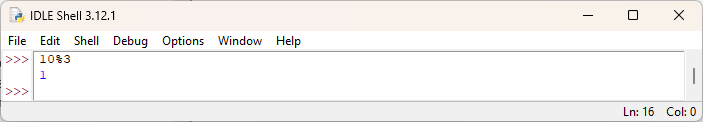 IDLE Shell 3.12.1
File Edit Shell Debug Options Window Help
>>> 10%3
1
>>>
Ln: 16 Col: 0